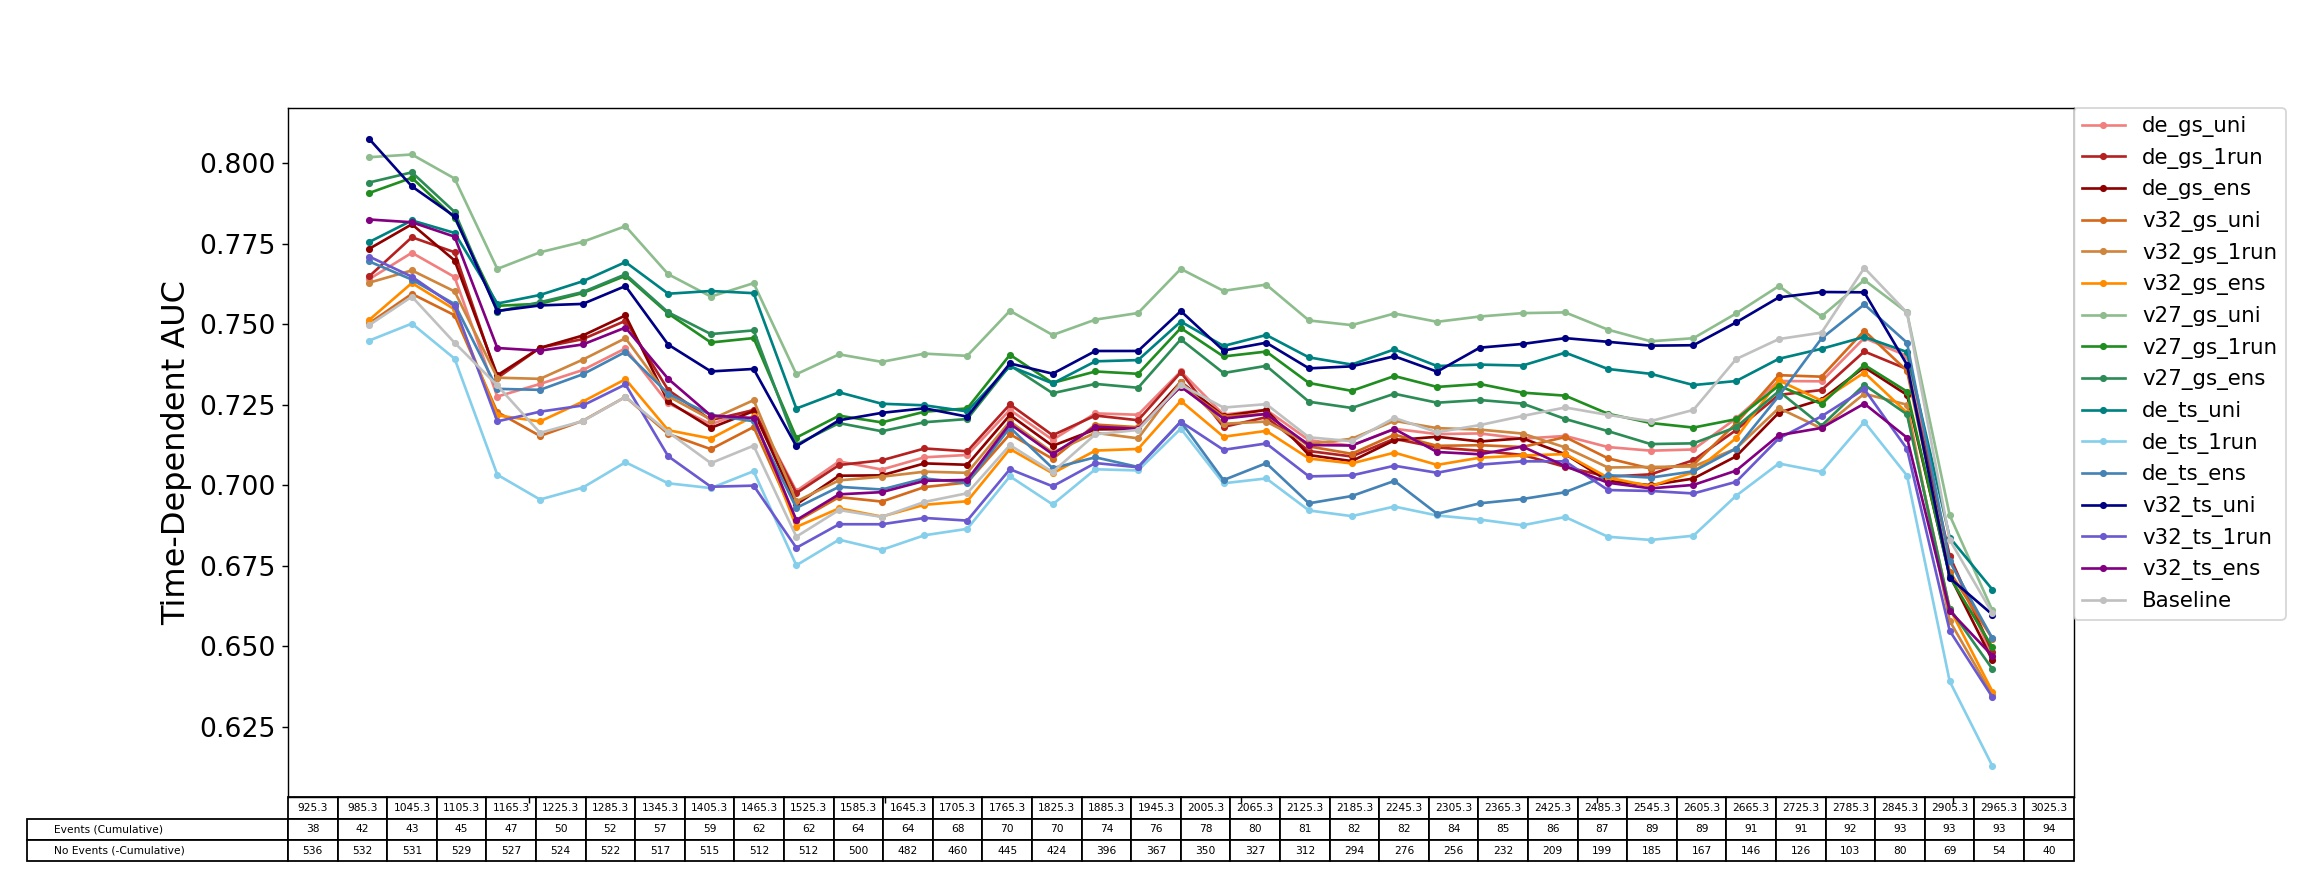 de_gs_uni
de_gs_1run
de_gs_ens
v32_gs_uni
v32_gs_1run
v32_gs_ens
v27_gs_uni
v27_gs_1run
v27_gs_ens
de_ts_uni
de_ts_1run
de_ts_ens
v32_ts_uni
v32_ts_1run
v32_ts_ens
Baseline
Time-Dependent AUC
0.800
0.775
0.750
0.725
0.700
0.675
0.650
0.625
925.3 985.3 1045.3 1105.3 1165.3 1225.3 1285.3 1345.3 1405.3 1465.3 1525.3 1585.3 1645.3 1705.3 1765.3 1825.3 1885.3 1945.3 2005.3 2065.3 2125.3 2185.3 2245.3 2305.3 2365.3 2425.3 2485.3 2545.3 2605.3 2665.3 2725.3 2785.3 2845.3 2905.3 2965.3 3025.3
Events (Cumulative) 38 42 43 45 47 50 52 57 59 62 62 64 64 68 70 70 74 76 78 80 81 82 82 84 85 86 87 89 89 91 91 92 93 93 93 94
No Events (-Cumulative) 536 532 531 529 527 524 522 517 515 512 512 500 482 460 445 424 396 367 350 327 312 294 276 256 232 209 199 185 167 146 126 103 80 69 54 40